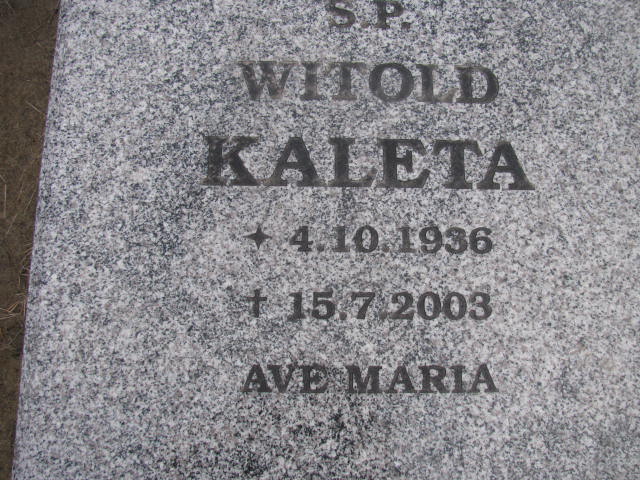 S.P.
WITOLD
KALETA
✦ 4.10.1936
† 15.7.2003
AVE MARIA